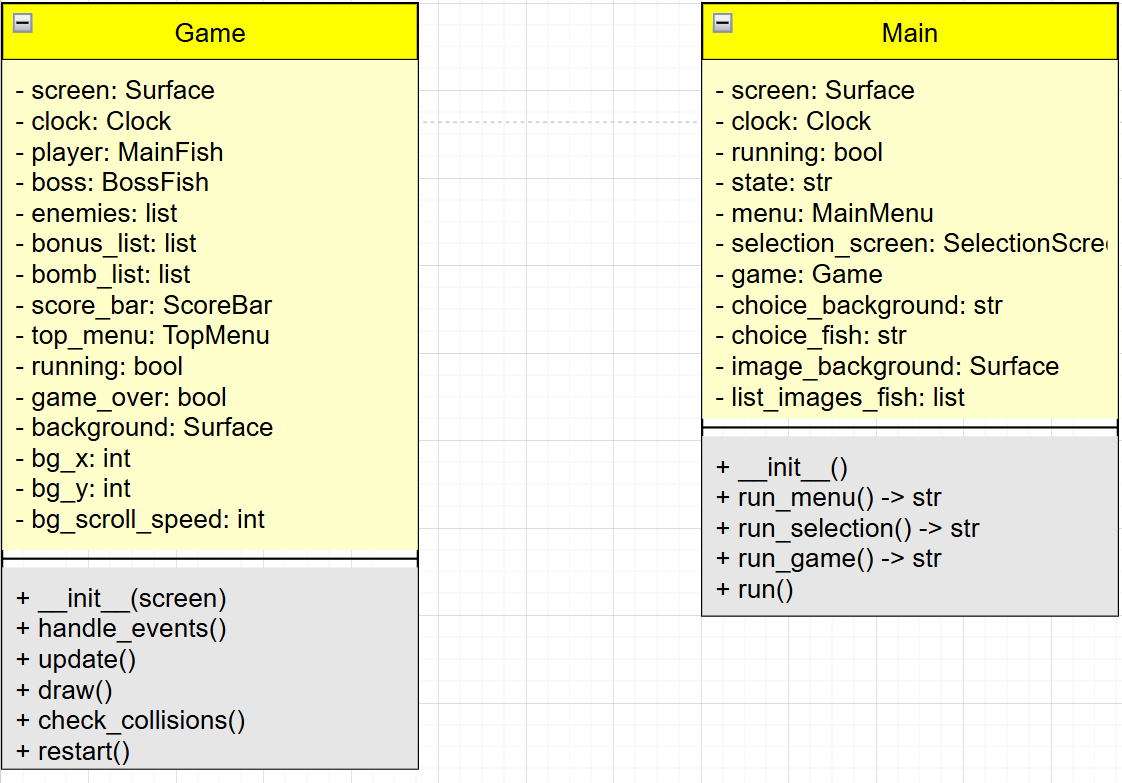 Game
- screen: Surface
- clock: Clock
- player: MainFish
- boss: BossFish
- enemies: list
- bonus_list: list
- bomb_list: list
- score_bar: ScoreBar
- top_menu: TopMenu
- running: bool
- game_over: bool
- background: Surface
- bg_x: int
- bg_y: int
- bg_scroll_speed: int
+ __init__(screen)
+ handle_events()
+ update()
+ draw()
+ check_collisions()
+ restart()
Main
- screen: Surface
- clock: Clock
- running: bool
- state: str
- menu: MainMenu
- selection_screen:
- game: Game
- choice_background: str
- choice_fish: str
- image_background: Surface
- list_images_fish: list
+ __init__()
+ run_menu() -> str
+ run_selection() -> str
+ run_game() -> str
+ run()